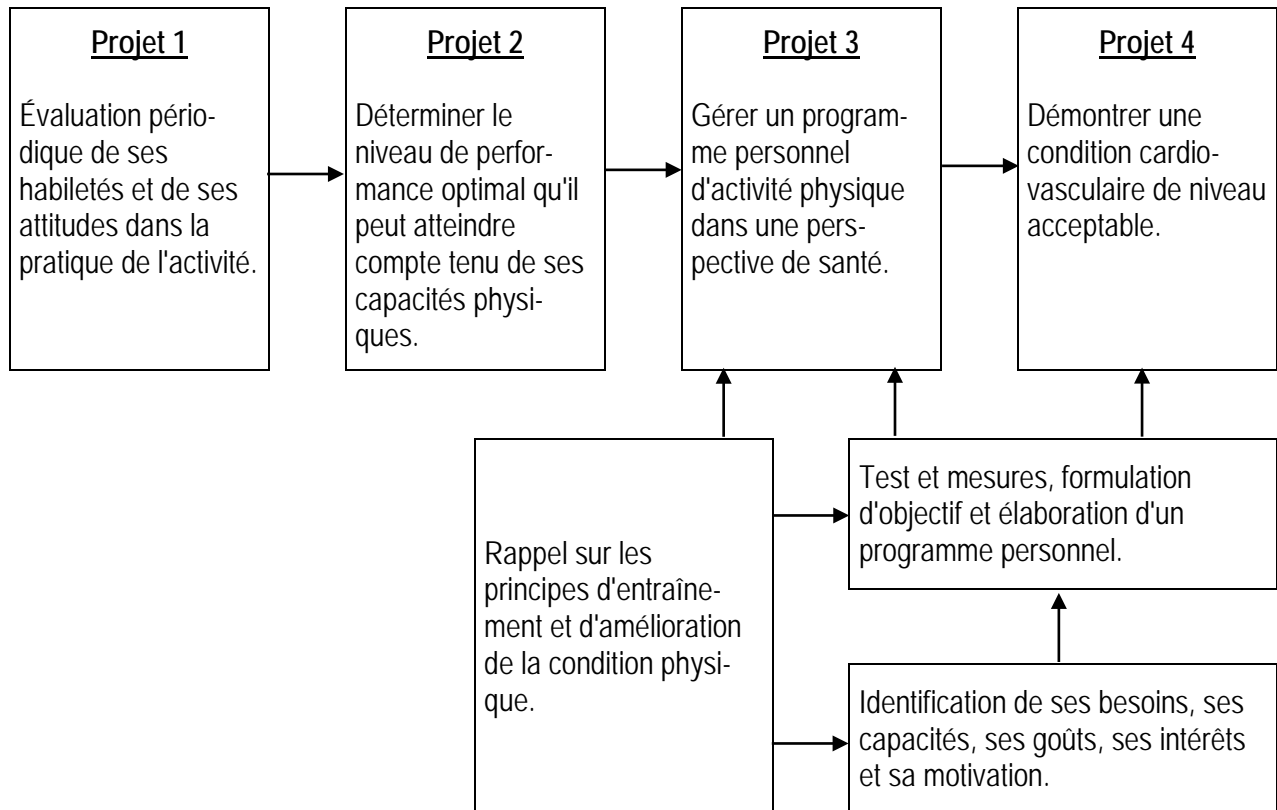 Projet 1
Évaluation pério-
dique de ses
habiletés et de ses
attitudes dans la
pratique de l'activité.
Projet 2
Déterminer le
niveau de perfor-
mance optimal qu'il
peut atteindre
compte tenu de ses
capacités physi-
ques.
Projet 3
Gérer un program-
me personnel
d'activité physique
dans une pers-
pective de santé.
Projet 4
Démontrer une
condition cardio-
vasculaire de niveau
acceptable.
Rappel sur les
principes d'entraîne-
ment et d'amélioration
de la condition physi-
que.
Test et mesures, formulation
d'objectif et élaboration d'un
programme personnel.
Identification de ses besoins, ses
capacités, ses goûts, ses intérêts
et sa motivation.